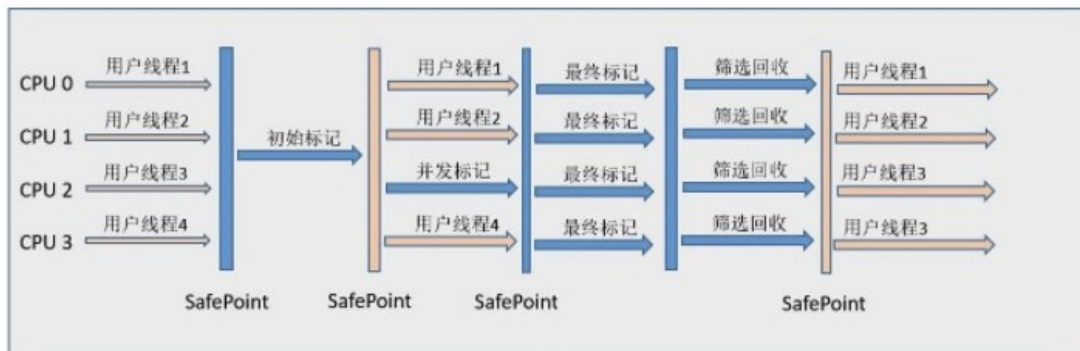 CPU 0 用户线程1 用户线程1 最终标记 筛选回收 用户线程1
CPU 1 用户线程2 初始标记 用户线程2 最终标记 筛选回收 用户线程2
CPU 2 用户线程3 并发标记 最终标记 筛选回收 用户线程3
CPU 3 用户线程4 用户线程4 最终标记 筛选回收 用户线程3
SafePoint SafePoint SafePoint SafePoint